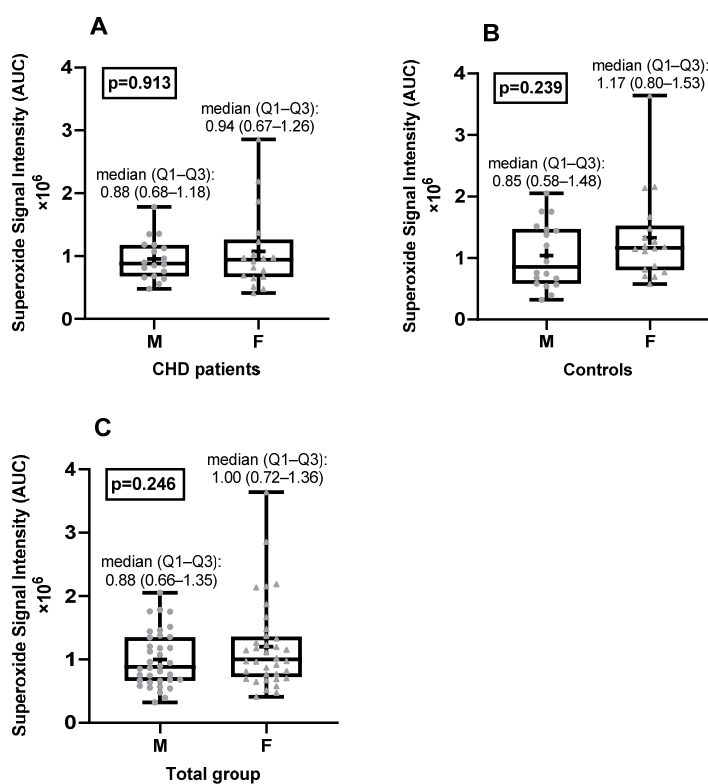 A
Superoxide Signal Intensity (AUC)
×10⁶
4
3
2
1
0
p=0.913
median (Q1–Q3):
0.94 (0.67–1.26)
median (Q1–Q3):
0.88 (0.68–1.18)
M
F
CHD patients
B
Superoxide Signal Intensity (AUC)
×10⁶
4
3
2
1
0
p=0.239
median (Q1–Q3):
1.17 (0.80–1.53)
median (Q1–Q3):
0.85 (0.58–1.48)
M
F
Controls
C
Superoxide Signal Intensity (AUC)
×10⁶
4
3
2
1
0
p=0.246
median (Q1–Q3):
1.00 (0.72–1.36)
median (Q1–Q3):
0.88 (0.66–1.35)
M
F
Total group